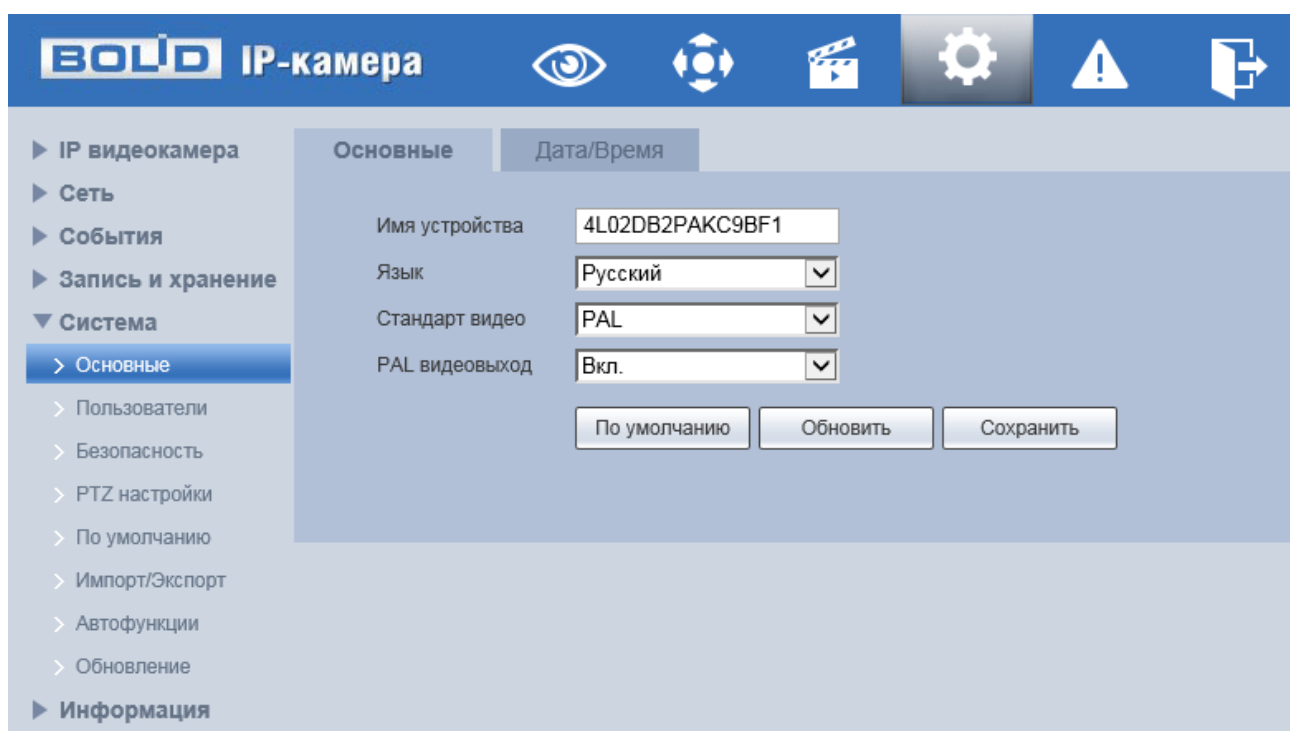 BOLID IP-камера
IP видеокамера
Сеть
События
Запись и хранение
Система
Основные
Пользователи
Безопасность
PTZ настройки
По умолчанию
Импорт/Экспорт
Автофункции
Обновление
Информация
Основные Дата/Время
Имя устройства 4L02DB2PAKC9BF1
Язык Русский
Стандарт видео PAL
PAL видеовыход Вкл.
По умолчанию Обновить Сохранить